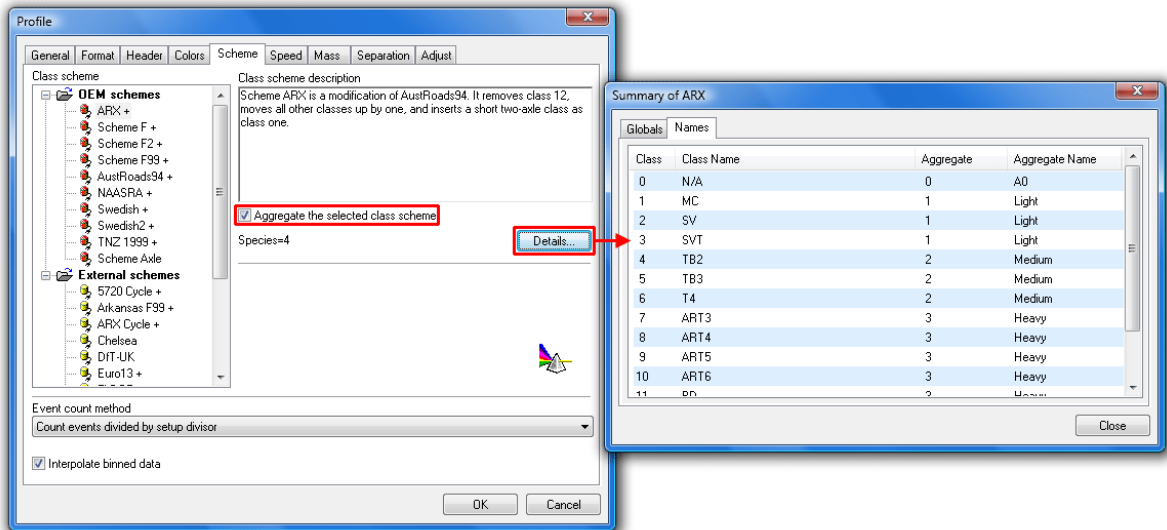 Profile
General Format Header Colors Scheme Speed Mass Separation Adjust
Class scheme
OEM schemes
ARX +
Scheme F +
Scheme F2 +
Scheme F99 +
AustRoads94 +
NAASRA +
Swedish +
Swedish2 +
TNZ 1999 +
Scheme Axle
External schemes
5720 Cycle +
Arkansas F99 +
ARX Cycle +
Chelsea
DfT-UK
Euro13 +
Class scheme description
Scheme ARX is a modification of AustRoads94. It removes class 12,
moves all other classes up by one, and inserts a short two-axle class as
class one.
Aggregate the selected class scheme
Species=4
Details...
Event count method
Count events divided by setup divisor
Interpolate binned data
OK Cancel
Summary of ARX
Globals Names
Class Class Name Aggregate Aggregate Name
0 N/A 0 A0
1 MC 1 Light
2 SV 1 Light
3 SVT 1 Light
4 TB2 2 Medium
5 TB3 2 Medium
6 T4 2 Medium
7 ART3 3 Heavy
8 ART4 3 Heavy
9 ART5 3 Heavy
10 ART6 3 Heavy
11 BD 3 Heavy
Close